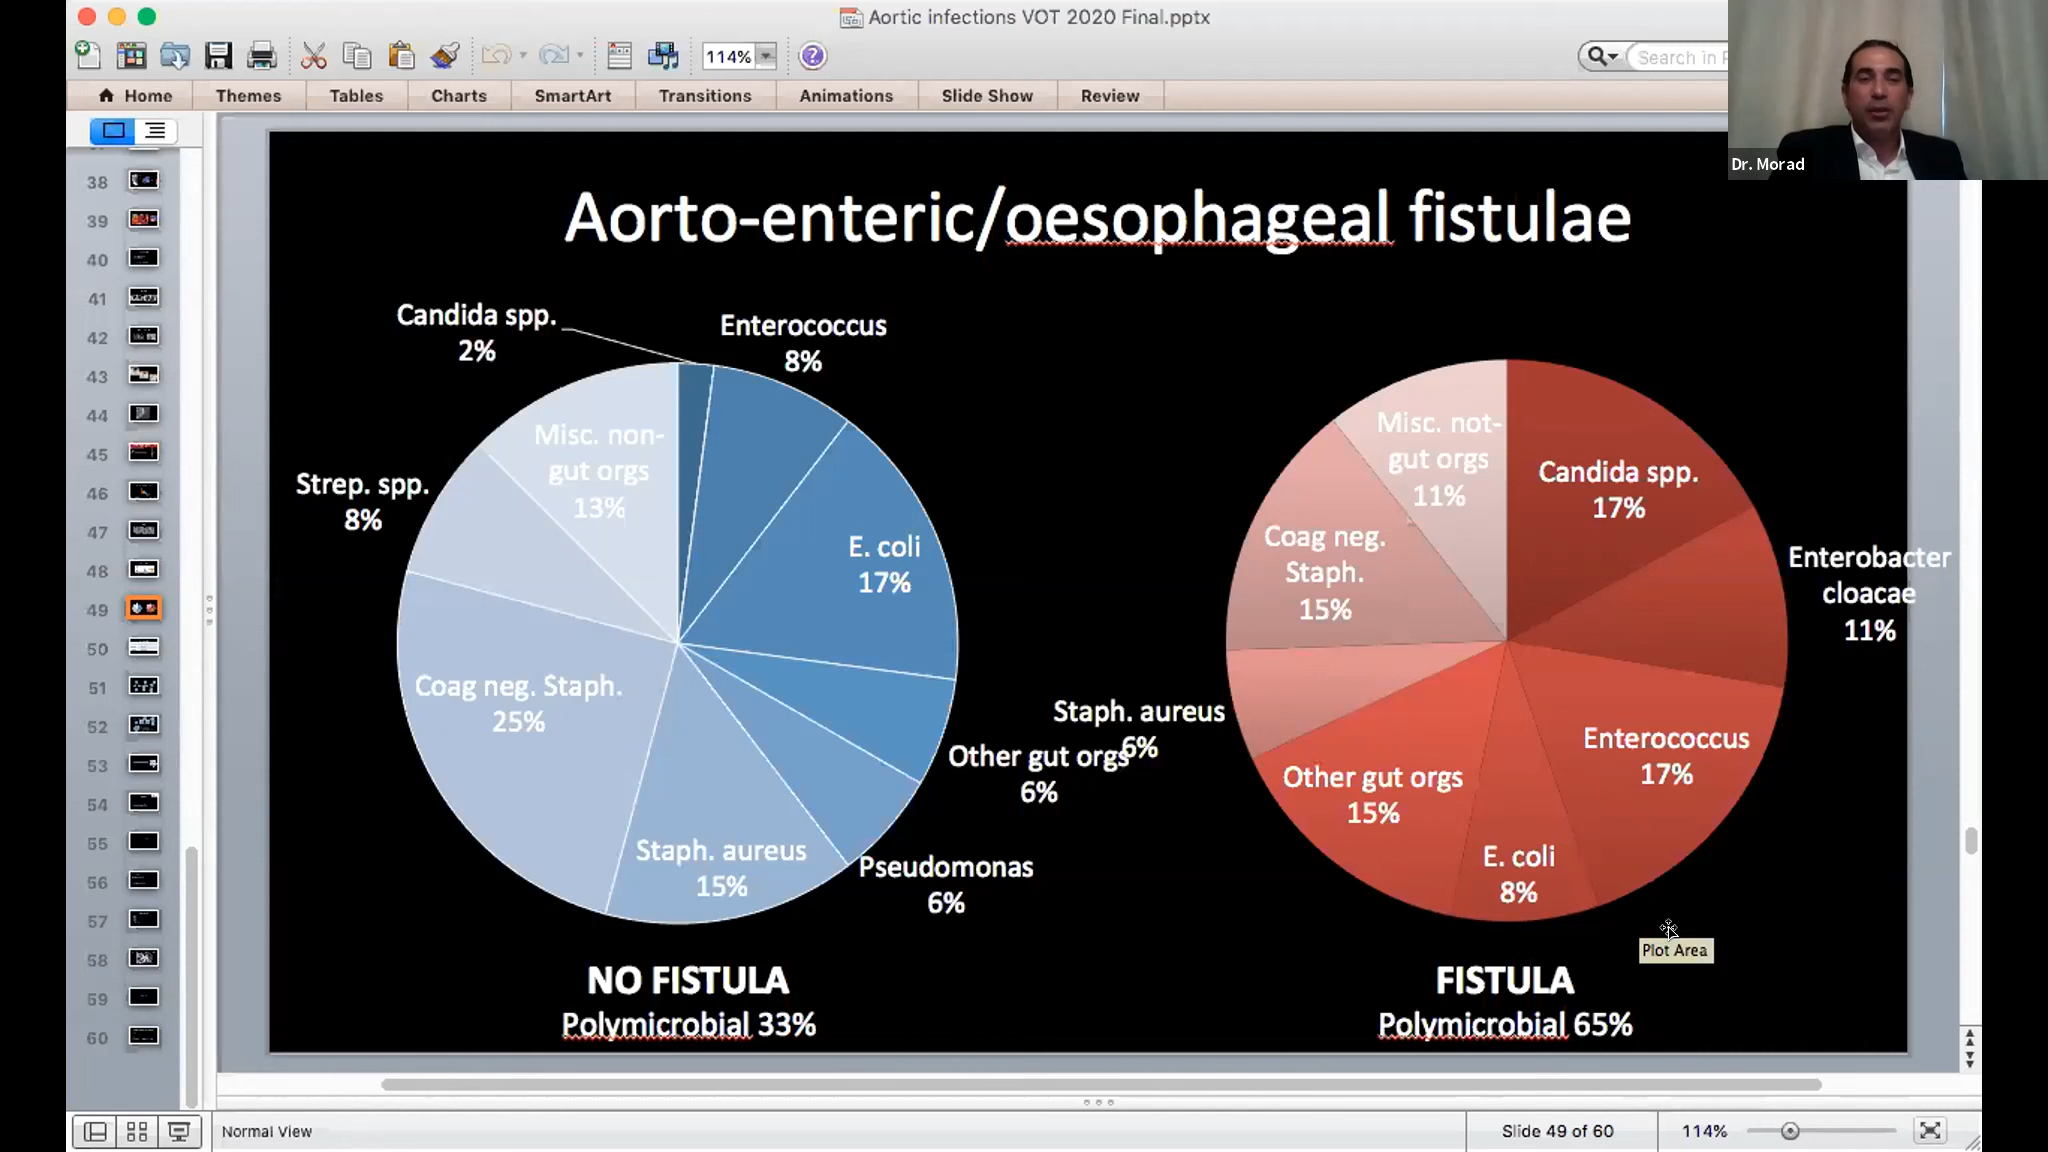 Aortic infections VOT 2020 Final.pptx
114%
Search in
Home Themes Tables Charts SmartArt Transitions Animations Slide Show Review
Dr. Morad
38
39
40
41
42
43
44
45
46
47
48
49
50
51
52
53
54
55
56
57
58
59
60
Aorto-enteric/oesophageal fistulae
Candida spp.
2%
Enterococcus
8%
E. coli
17%
Other gut orgs
6%
Pseudomonas
6%
Staph. aureus
15%
Coag neg. Staph.
25%
Strep. spp.
8%
Misc. non-
gut orgs
13%
NO FISTULA
Polymicrobial 33%
Candida spp.
17%
Enterobacter
cloacae
11%
Enterococcus
17%
E. coli
8%
Other gut orgs
15%
Staph. aureus
6%
Coag neg.
Staph.
15%
Misc. not-
gut orgs
11%
Plot Area
FISTULA
Polymicrobial 65%
Normal View
Slide 49 of 60
114%